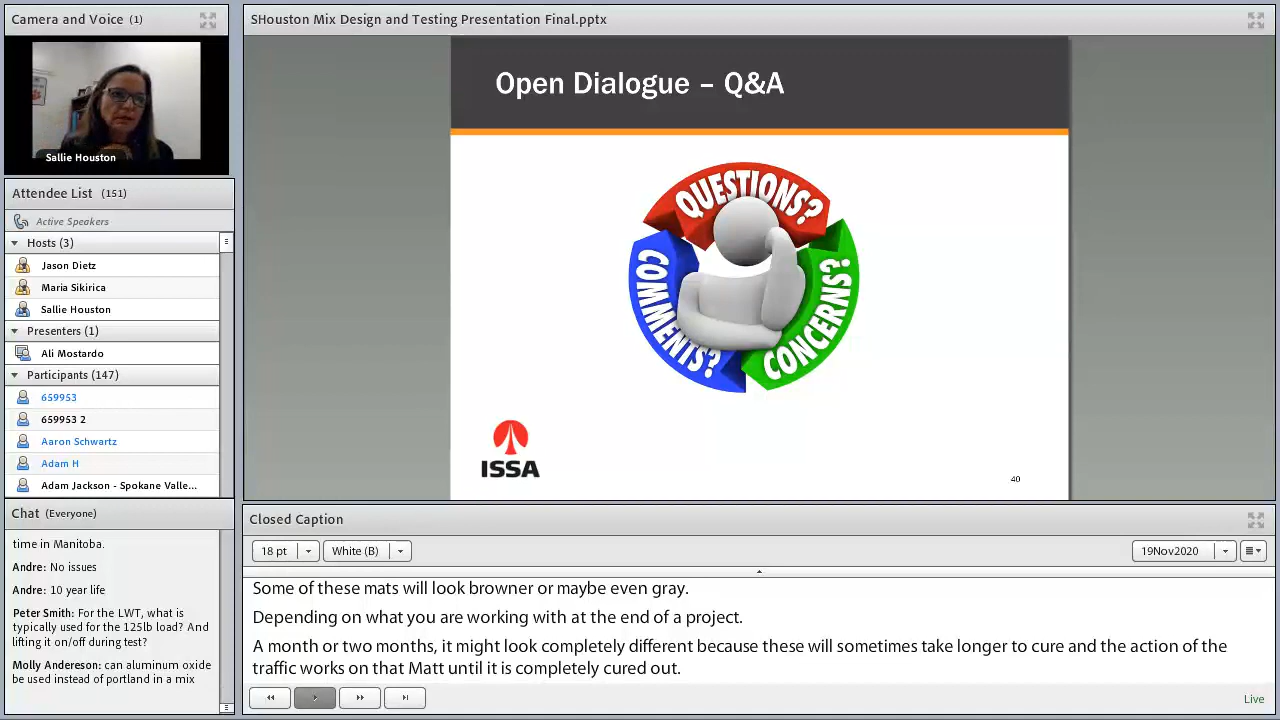 Camera and Voice (1)
Sallie Houston
Attendee List (151)
Active Speakers
Hosts (3)
Jason Dietz
Maria Sikirica
Sallie Houston
Presenters (1)
Ali Mostardo
Participants (147)
659953
659953 2
Aaron Schwartz
Adam H
Adam Jackson - Spokane Valle...
Chat (Everyone)
time in Manitoba.
Andre: No issues
Andre: 10 year life
Peter Smith: For the LWT, what is
typically used for the 125lb load? And
lifting it on/off during test?
Molly Andereson: can aluminum oxide
be used instead of portland in a mix
SHouston Mix Design and Testing Presentation Final.pptx
Open Dialogue – Q&A
QUESTIONS?
COMMENTS?
CONCERNS?
ISSA
40
Closed Caption
18 pt
White (B)
19Nov2020
Some of these mats will look browner or maybe even gray.
Depending on what you are working with at the end of a project.
A month or two months, it might look completely different because these will sometimes take longer to cure and the action of the
traffic works on that Matt until it is completely cured out.
Live